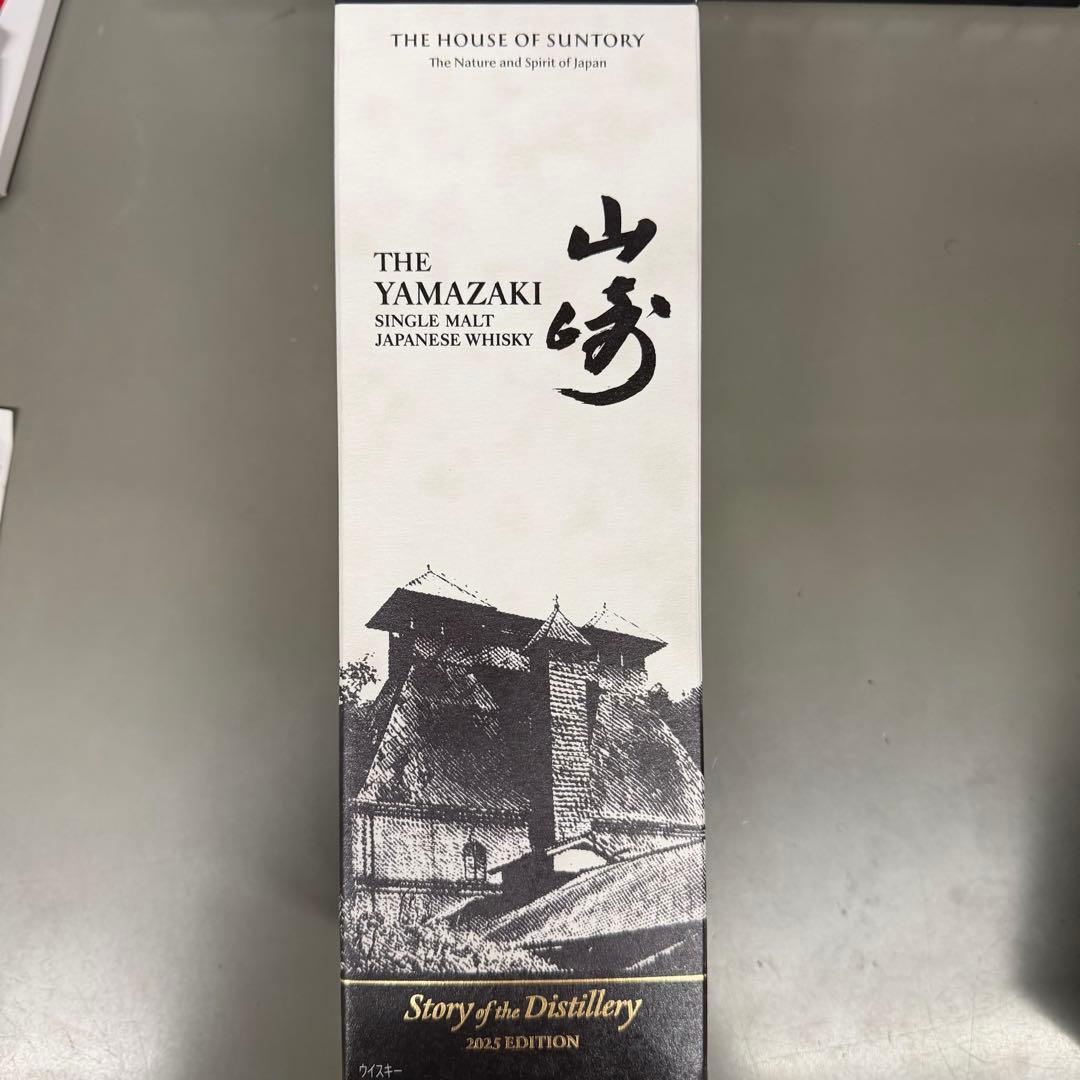 THE HOUSE OF SUNTORY
The Nature and Spirit of Japan
山崎
THE
YAMAZAKI
SINGLE MALT
JAPANESE WHISKY
Story of the Distillery
2025 EDITION
ウイスキー